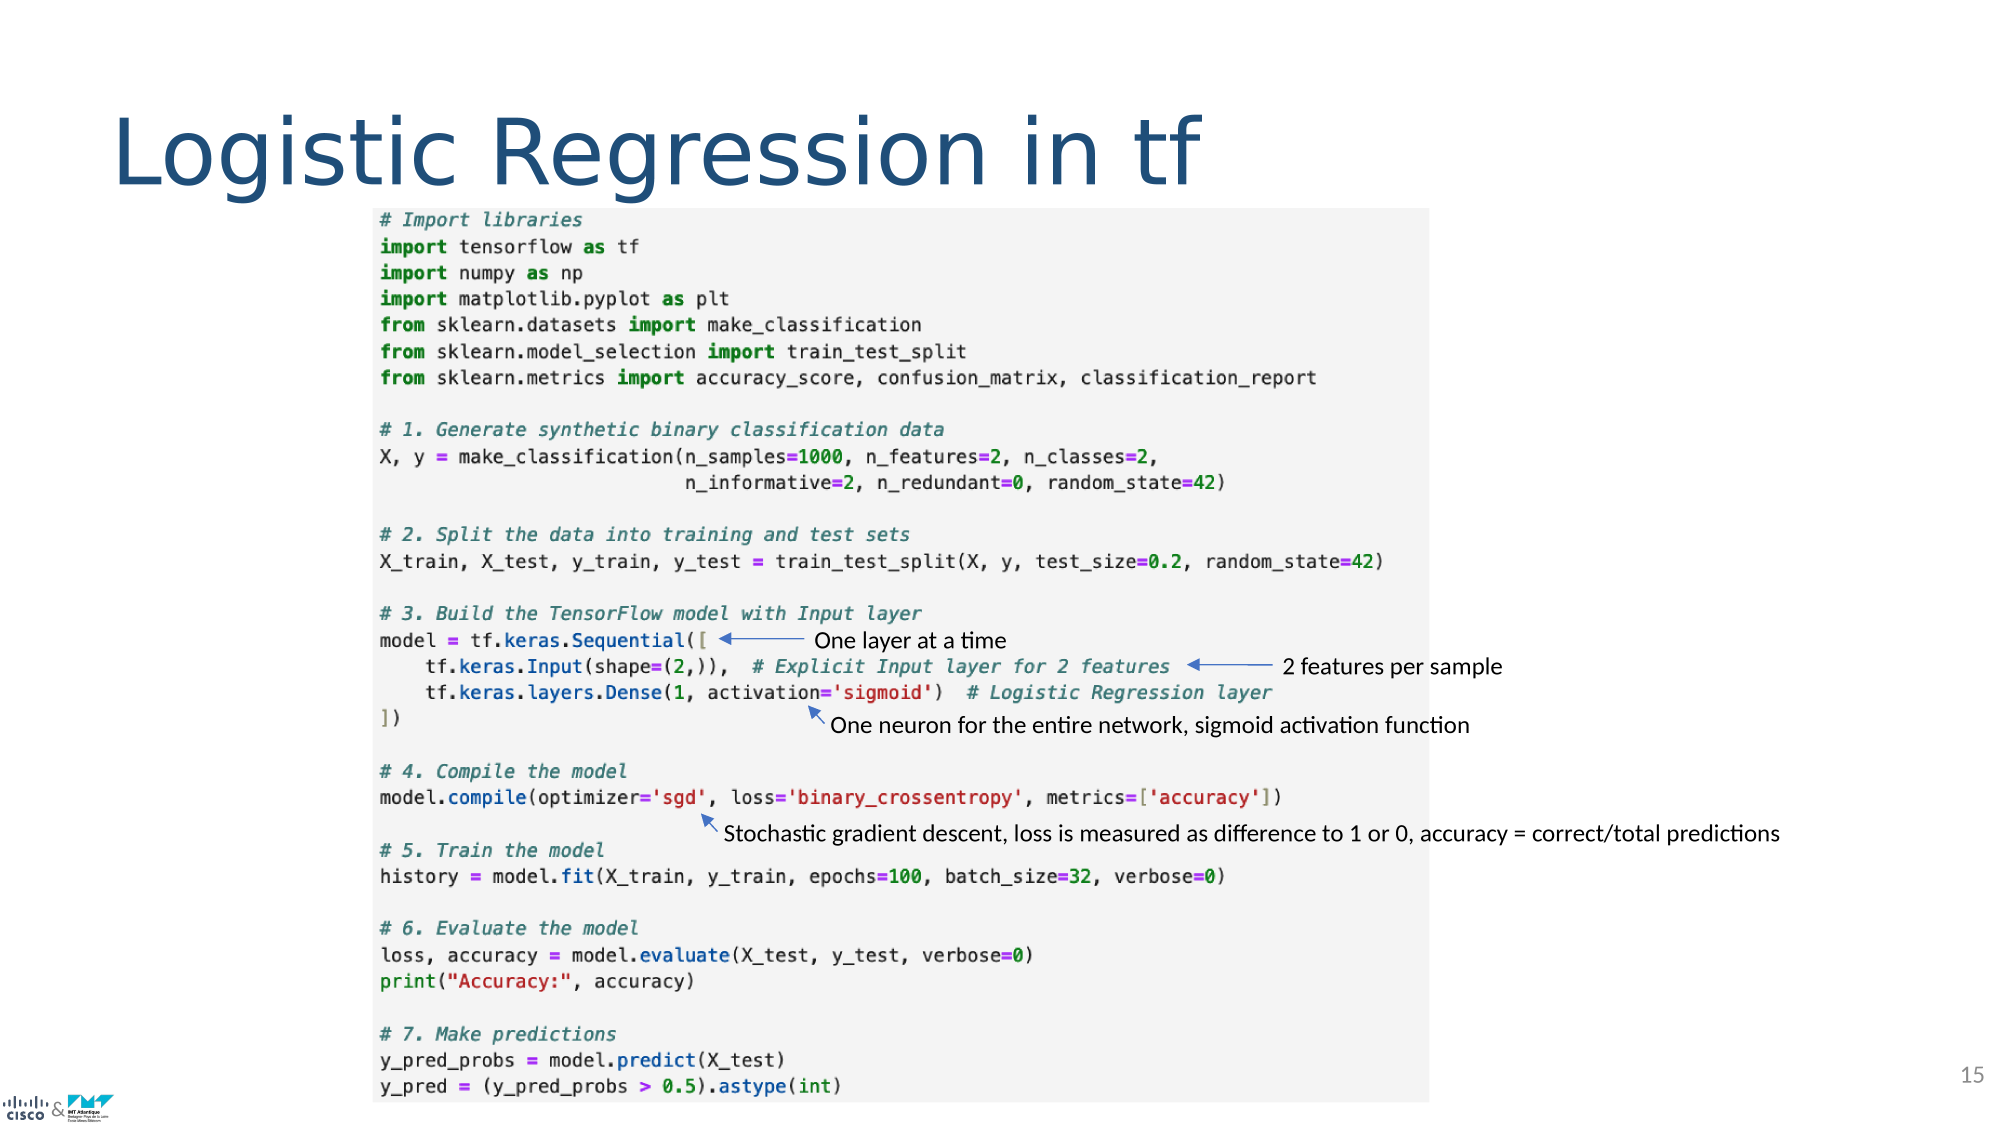 Logistic Regression in tf
# Import libraries
import tensorflow as tf
import numpy as np
import matplotlib.pyplot as plt
from sklearn.datasets import make_classification
from sklearn.model_selection import train_test_split
from sklearn.metrics import accuracy_score, confusion_matrix, classification_report
# 1. Generate synthetic binary classification data
X, y = make_classification(n_samples=1000, n_features=2, n_classes=2,
n_informative=2, n_redundant=0, random_state=42)
# 2. Split the data into training and test sets
X_train, X_test, y_train, y_test = train_test_split(X, y, test_size=0.2, random_state=42)
# 3. Build the TensorFlow model with Input layer
model = tf.keras.Sequential([ One layer at a time
tf.keras.Input(shape=(2,)), # Explicit Input layer for 2 features 2 features per sample
tf.keras.layers.Dense(1, activation='sigmoid') # Logistic Regression layer
])
One neuron for the entire network, sigmoid activation function
# 4. Compile the model
model.compile(optimizer='sgd', loss='binary_crossentropy', metrics=['accuracy'])
Stochastic gradient descent, loss is measured as difference to 1 or 0, accuracy = correct/total predictions
# 5. Train the model
history = model.fit(X_train, y_train, epochs=100, batch_size=32, verbose=0)
# 6. Evaluate the model
loss, accuracy = model.evaluate(X_test, y_test, verbose=0)
print("Accuracy:", accuracy)
# 7. Make predictions
y_pred_probs = model.predict(X_test)
y_pred = (y_pred_probs > 0.5).astype(int)
15
CISCO & IMT Atlantique